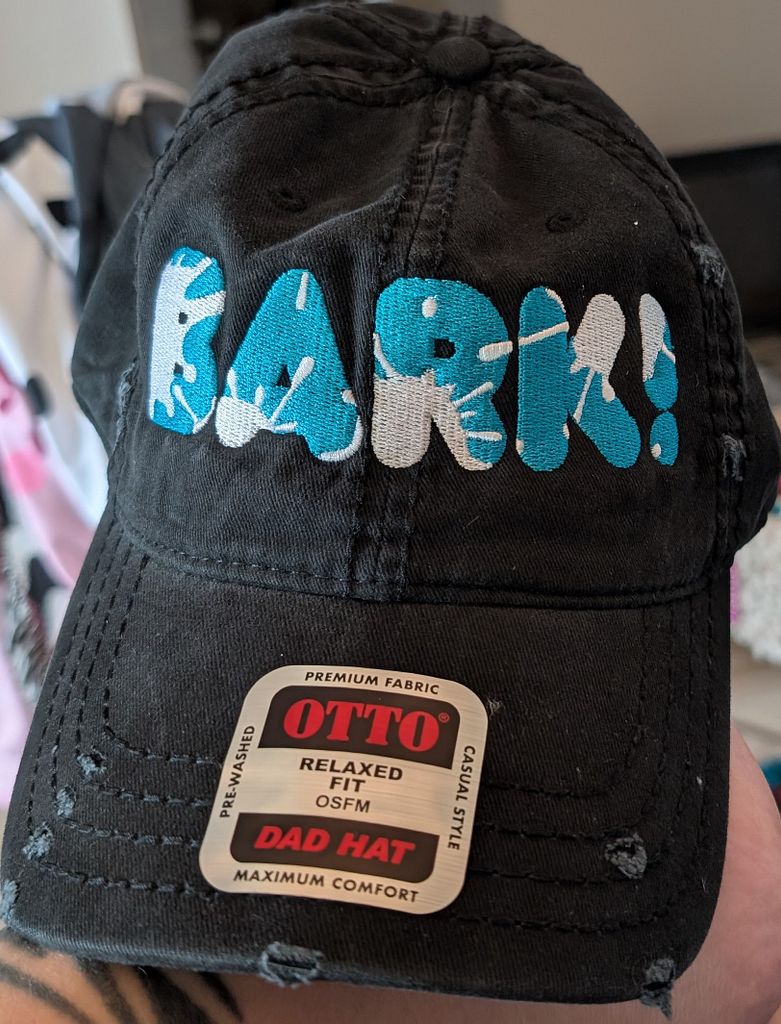 BARK!
PREMIUM FABRIC
OTTO®
PRE-WASHED
RELAXED
FIT
OSFM
CASUAL STYLE
DAD HAT
MAXIMUM COMFORT